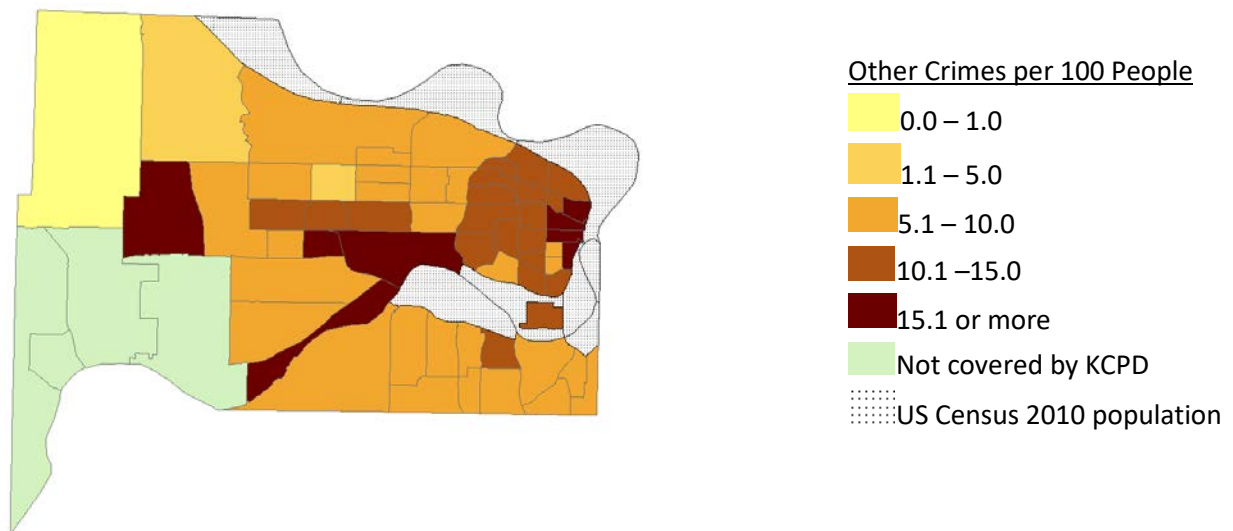 Other Crimes per 100 People
0.0 – 1.0
1.1 – 5.0
5.1 – 10.0
10.1 –15.0
15.1 or more
Not covered by KCPD
US Census 2010 population